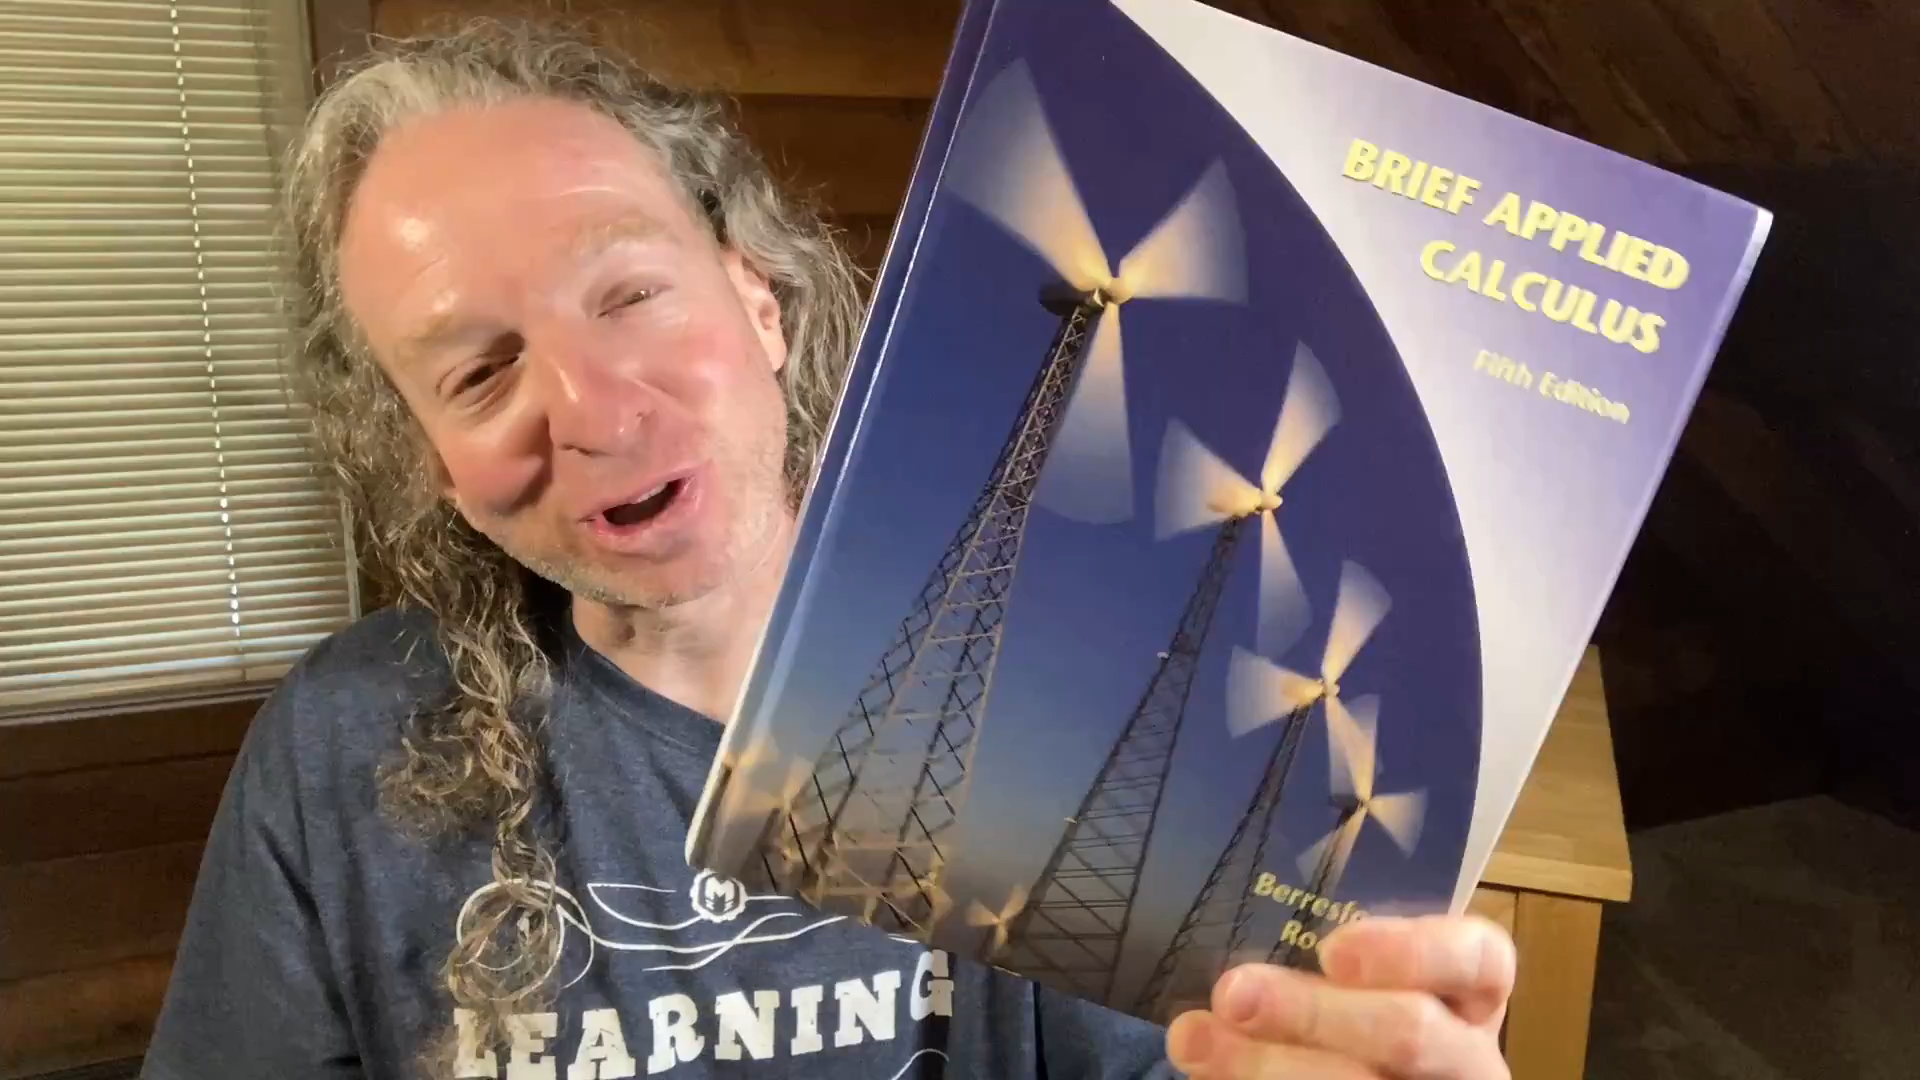 BRIEF APPLIED
CALCULUS
Fifth Edition
M
LEARNING